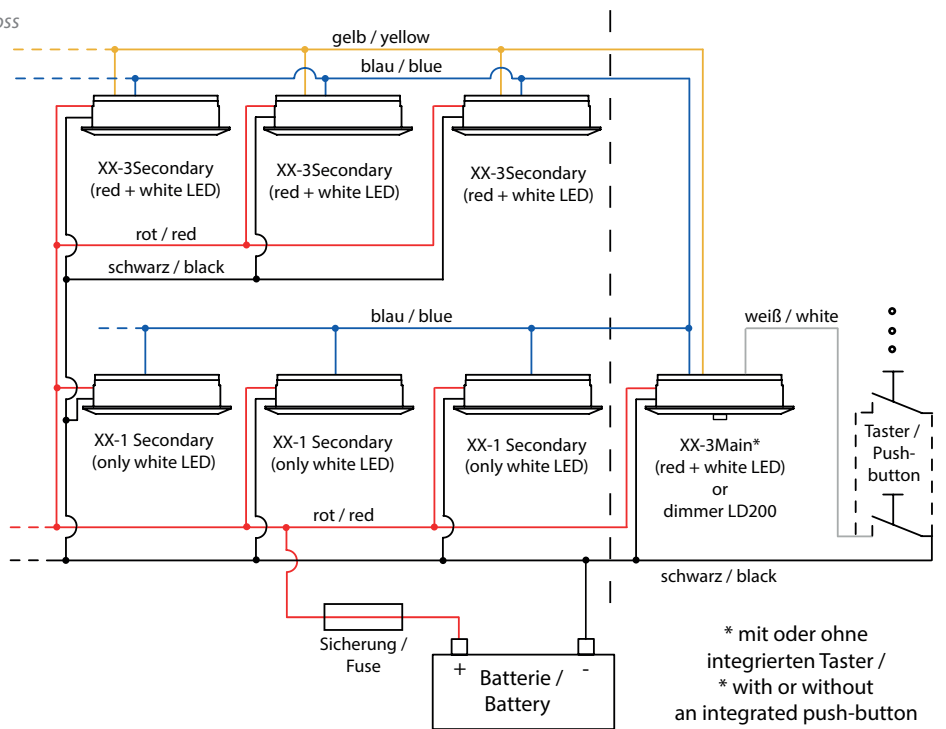 oss
gelb / yellow
blau / blue
XX-3Secondary
(red + white LED)
XX-3Secondary
(red + white LED)
XX-3Secondary
(red + white LED)
rot / red
schwarz / black
blau / blue
weiß / white
XX-1 Secondary
(only white LED)
XX-1 Secondary
(only white LED)
XX-1 Secondary
(only white LED)
XX-3Main*
(red + white LED)
or
dimmer LD200
Taster /
Push-
button
rot / red
schwarz / black
Sicherung /
Fuse
+
-
Batterie /
Battery
* mit oder ohne
integrierten Taster /
* with or without
an integrated push-button